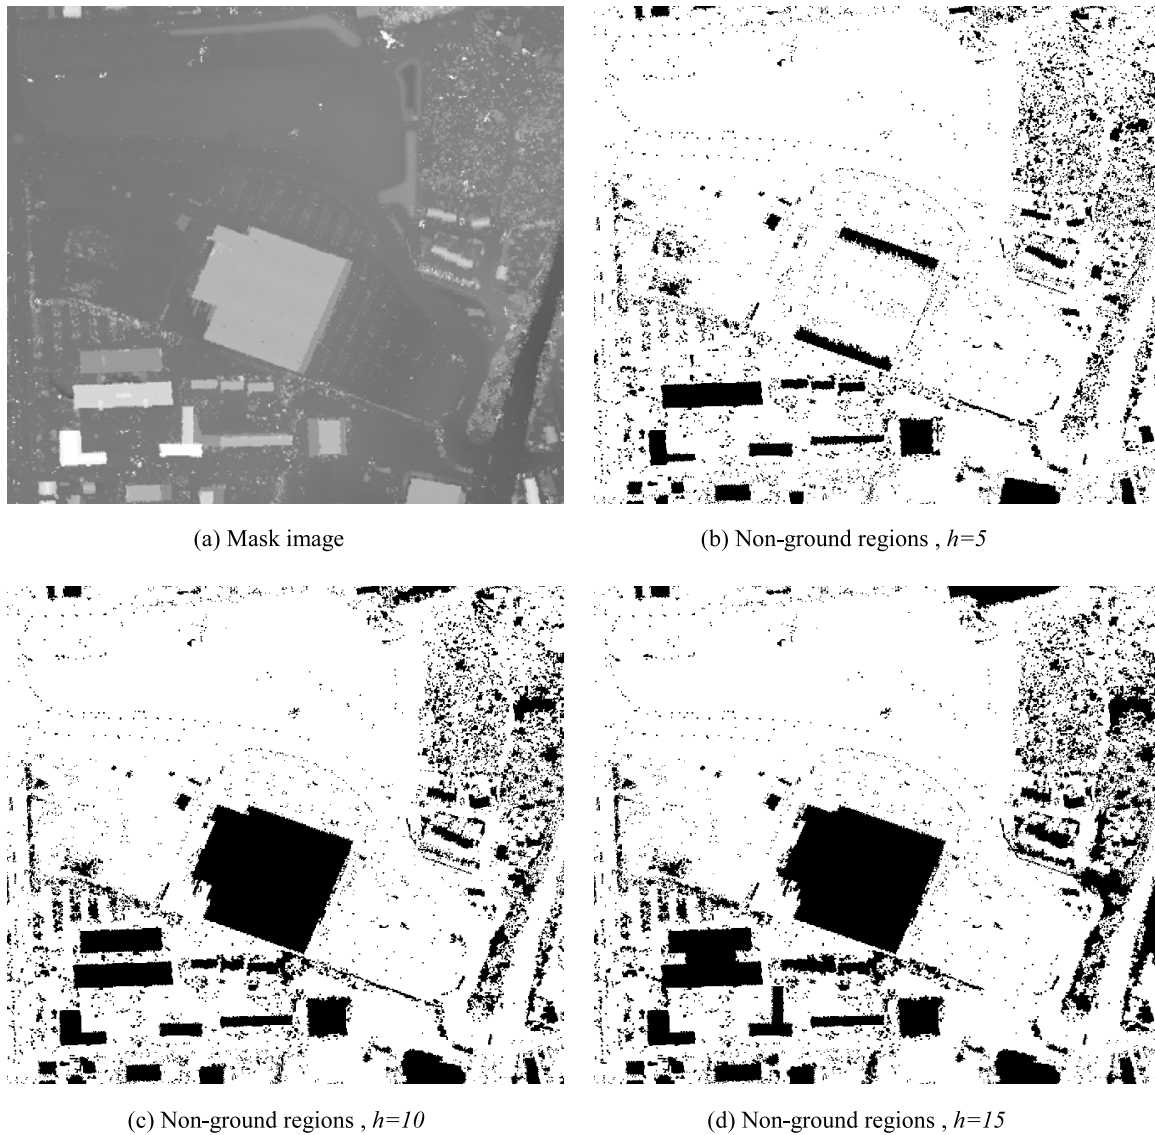 (a) Mask image
(b) Non-ground regions , h=5
(c) Non-ground regions , h=10
(d) Non-ground regions , h=15